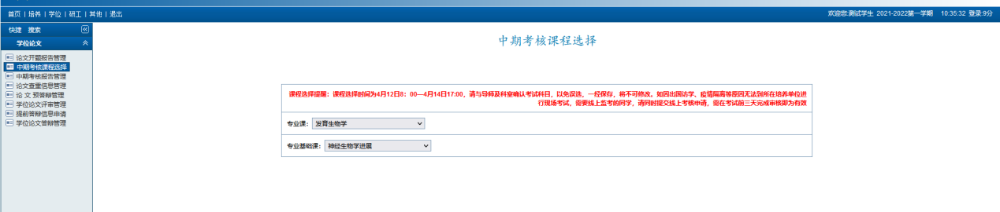 首页 | 培养 | 学位 | 研工 | 其他 | 退出
欢迎您:测试学生 2021-2022第一学期 10:35:32 登录:9分
快捷 搜索
学位论文
论文开题报告管理
中期考核课程选择
中期考核报告管理
论文查重信息管理
论 文 预答辩管理
学位论文评审管理
提前答辩信息申请
学位论文答辩管理
中期考核课程选择
课程选择提醒：课程选择时间为4月12日8：00—4月14日17:00，请与导师及科室确认考试科目，以免误选，一经保存，将不可修改。如因出国访学、疫情隔离等原因无法到所在培养单位进
行现场考试，需要线上监考的同学，请同时提交线上考核申请，需在考试前三天完成审核即为有效
专业课： 发育生物学
专业基础课： 神经生物学进展